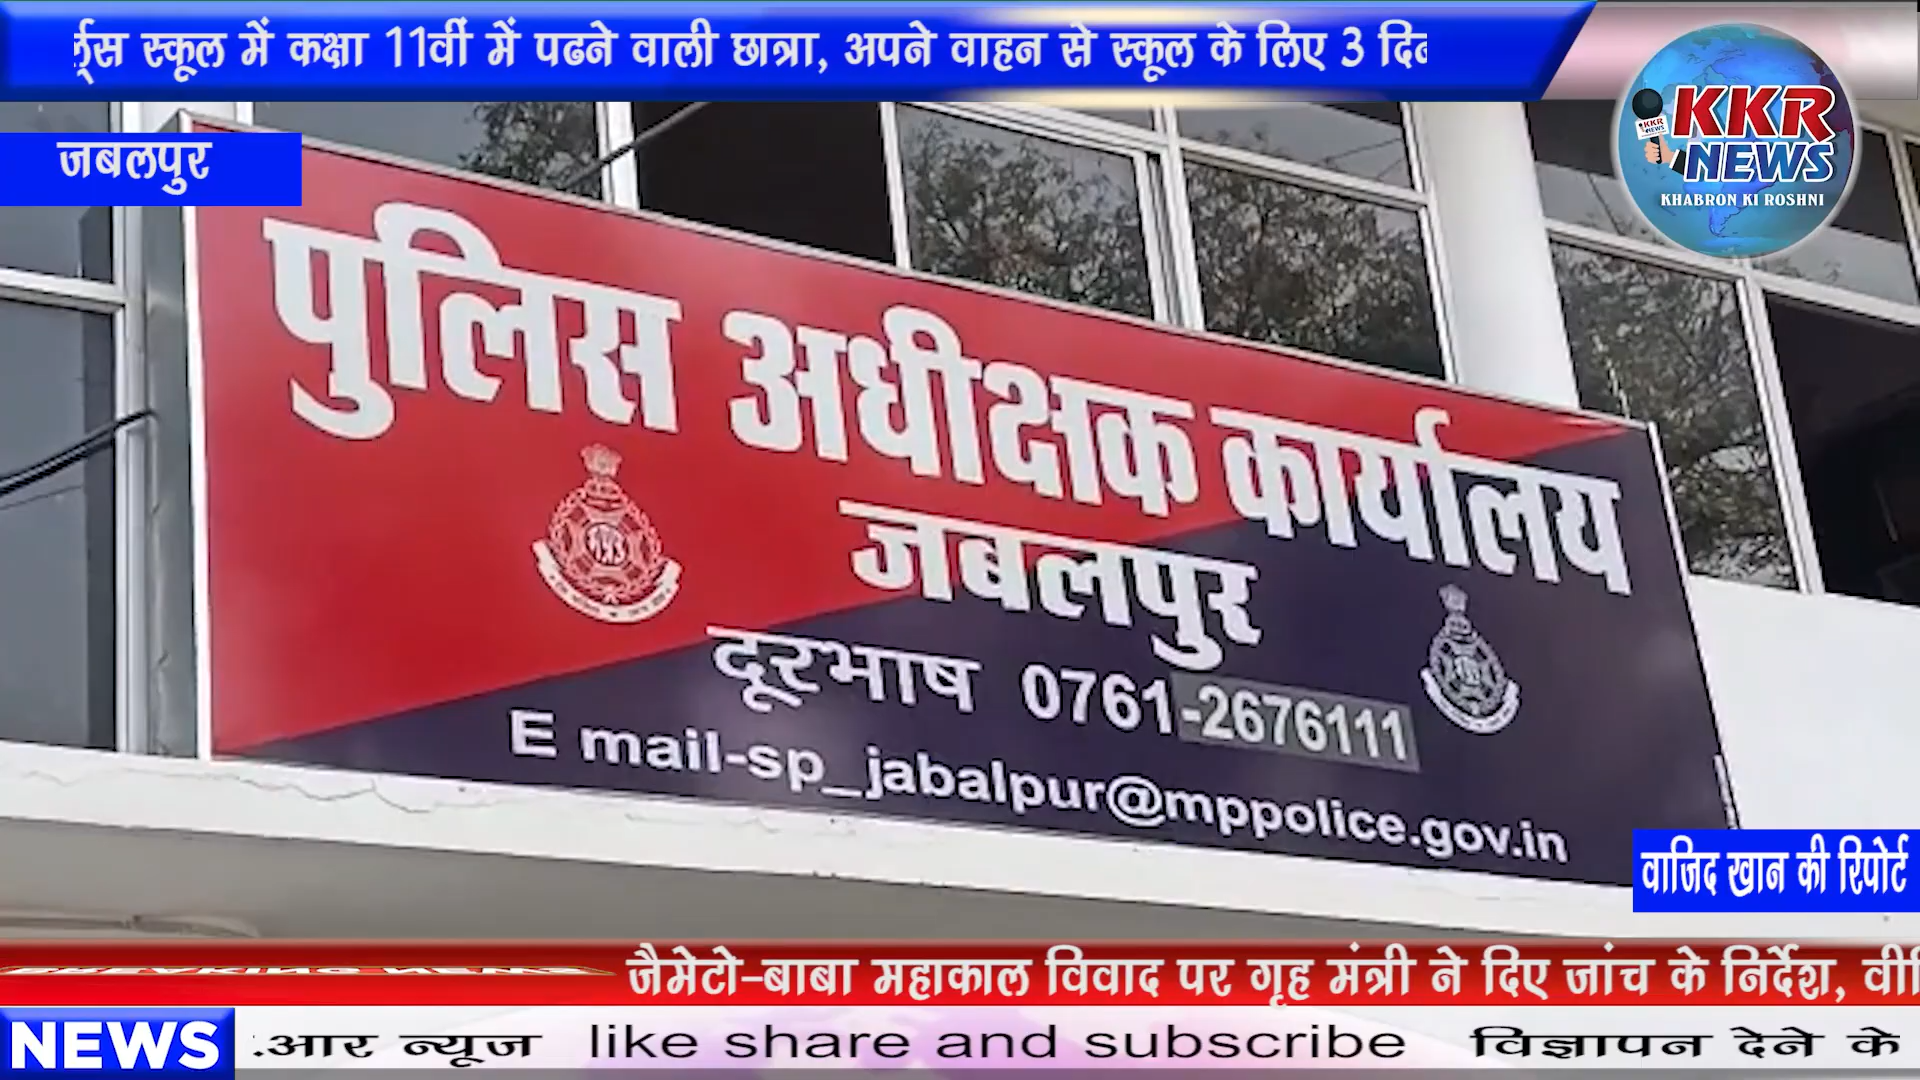 स्कूल में कक्षा 11वीं में पढने वाली छात्रा, अपने वाहन से स्कूल के लिए 3
KKR
NEWS
KHABRON KI ROSHNI
जबलपुर
पुलिस अधीक्षक कार्यालय
जबलपुर
दूरभाष 0761-2676111
E mail-sp_jabalpur@mppolice.gov.in
वाजिद खान की रिपोर्ट
जैमेटो-बाबा महाकाल विवाद पर गृह मंत्री ने दिए जांच के निर्देश,
NEWS
.आर न्यूज like share and subscribe विज्ञापन देने के